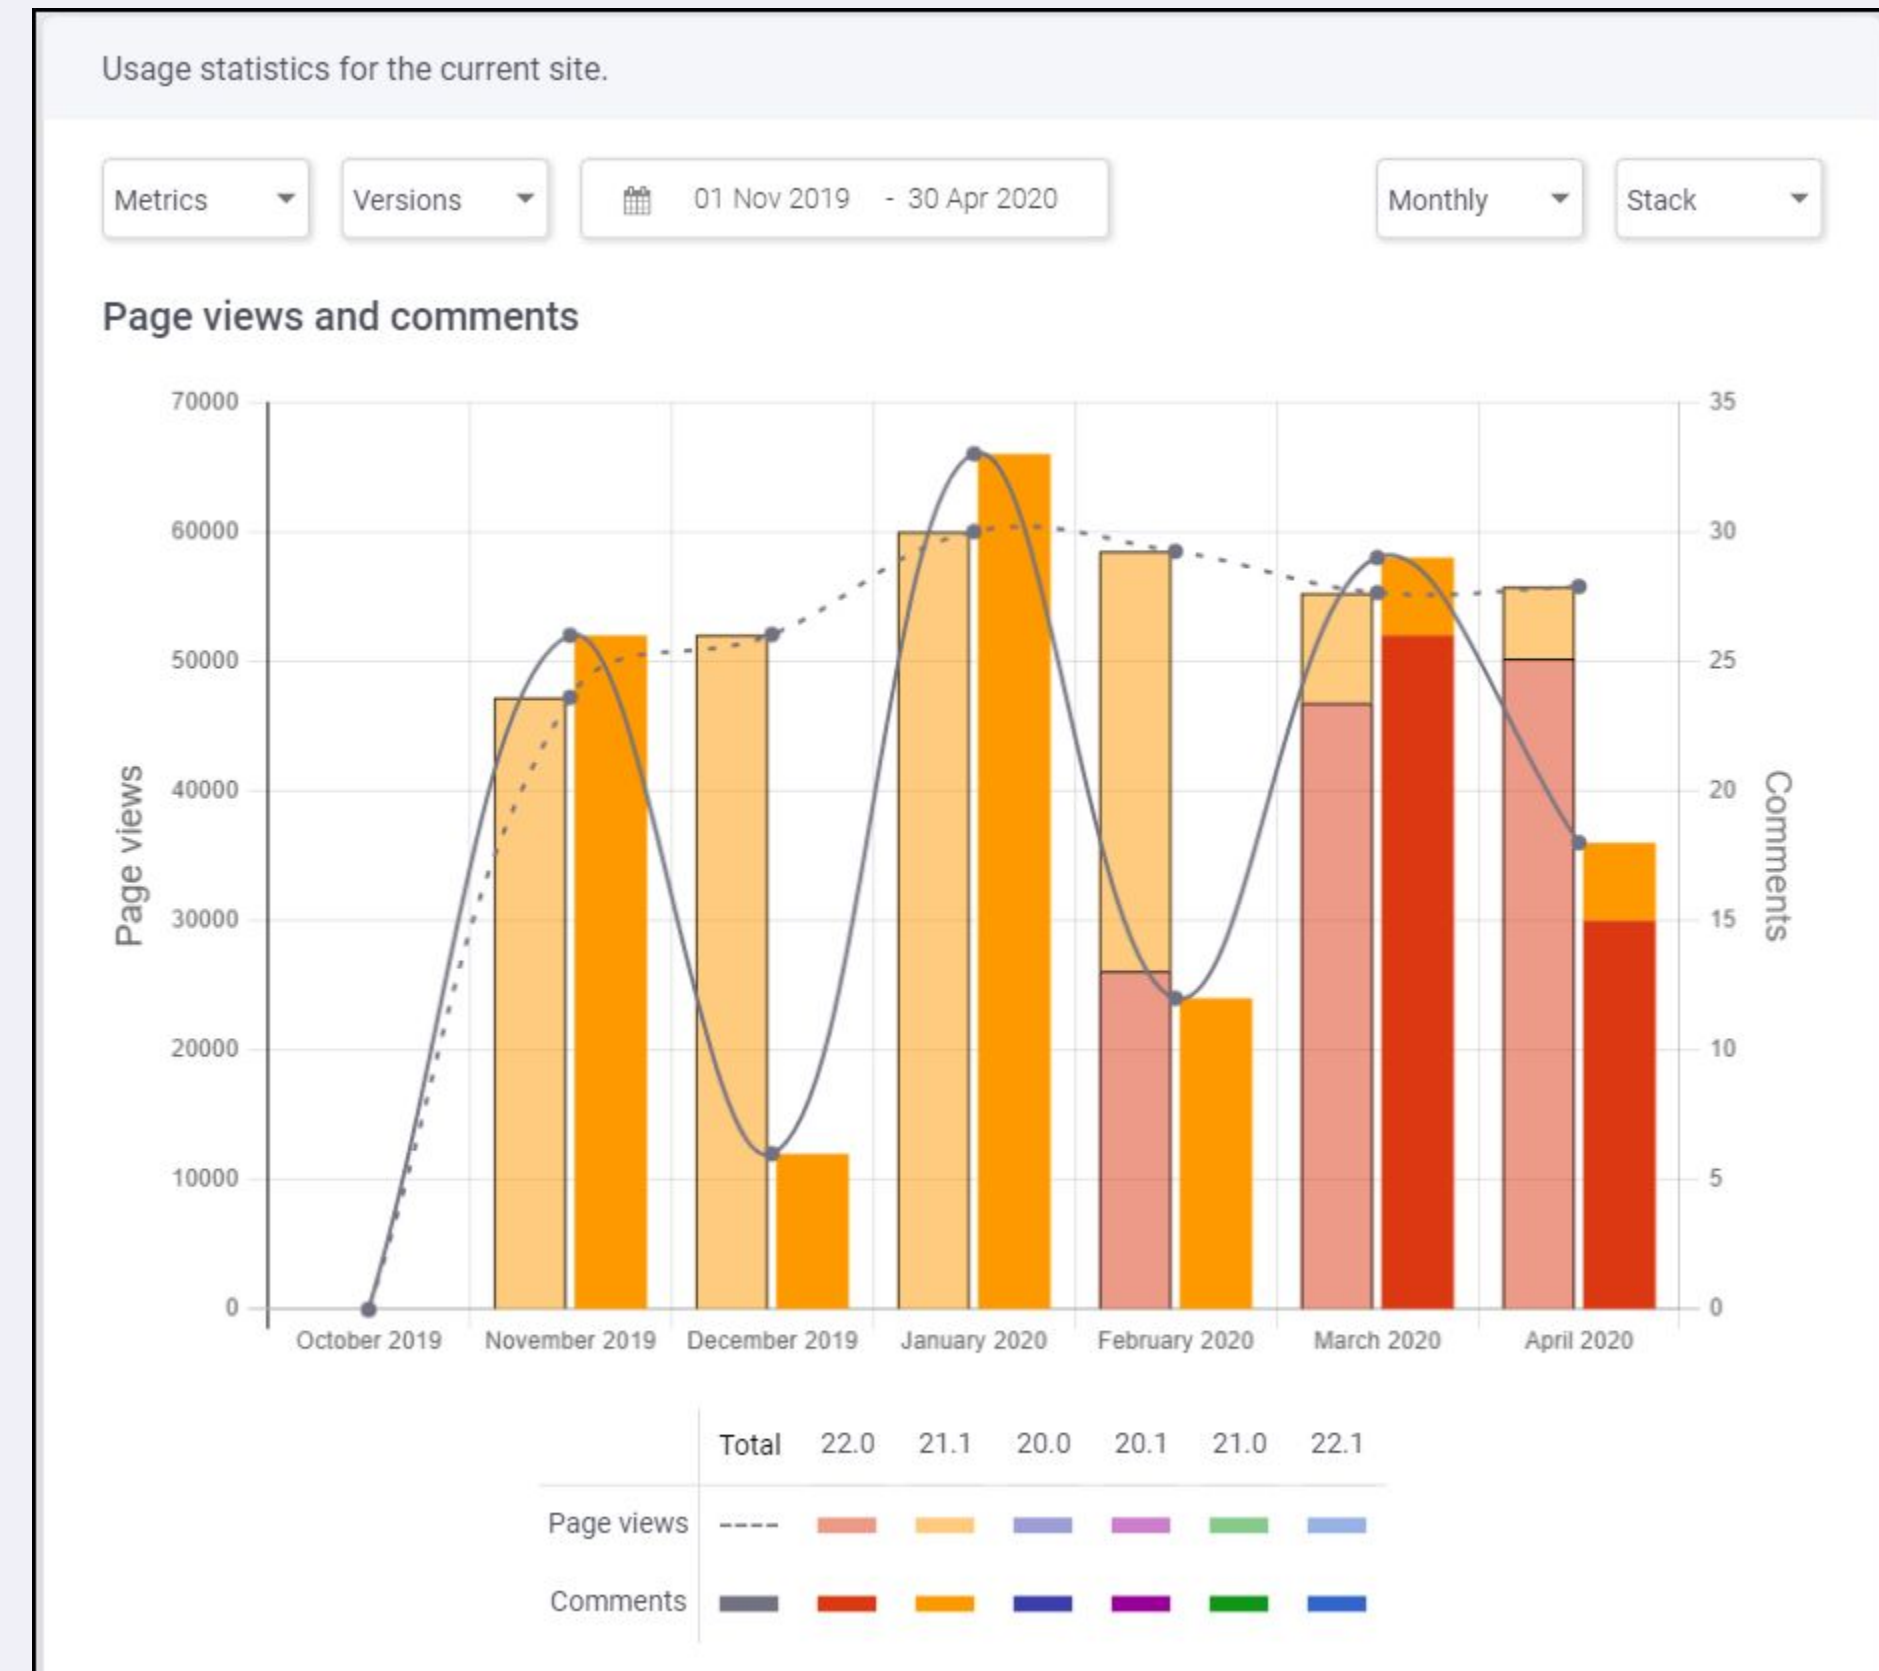 Usage statistics for the current site.
Metrics Versions 01 Nov 2019 - 30 Apr 2020 Monthly Stack
Page views and comments
70000 35
60000 30
50000 25
40000 20
30000 15
20000 10
10000 5
0 0
Page views
Comments
October 2019 November 2019 December 2019 January 2020 February 2020 March 2020 April 2020
Total 22.0 21.1 20.0 20.1 21.0 22.1
Page views
Comments